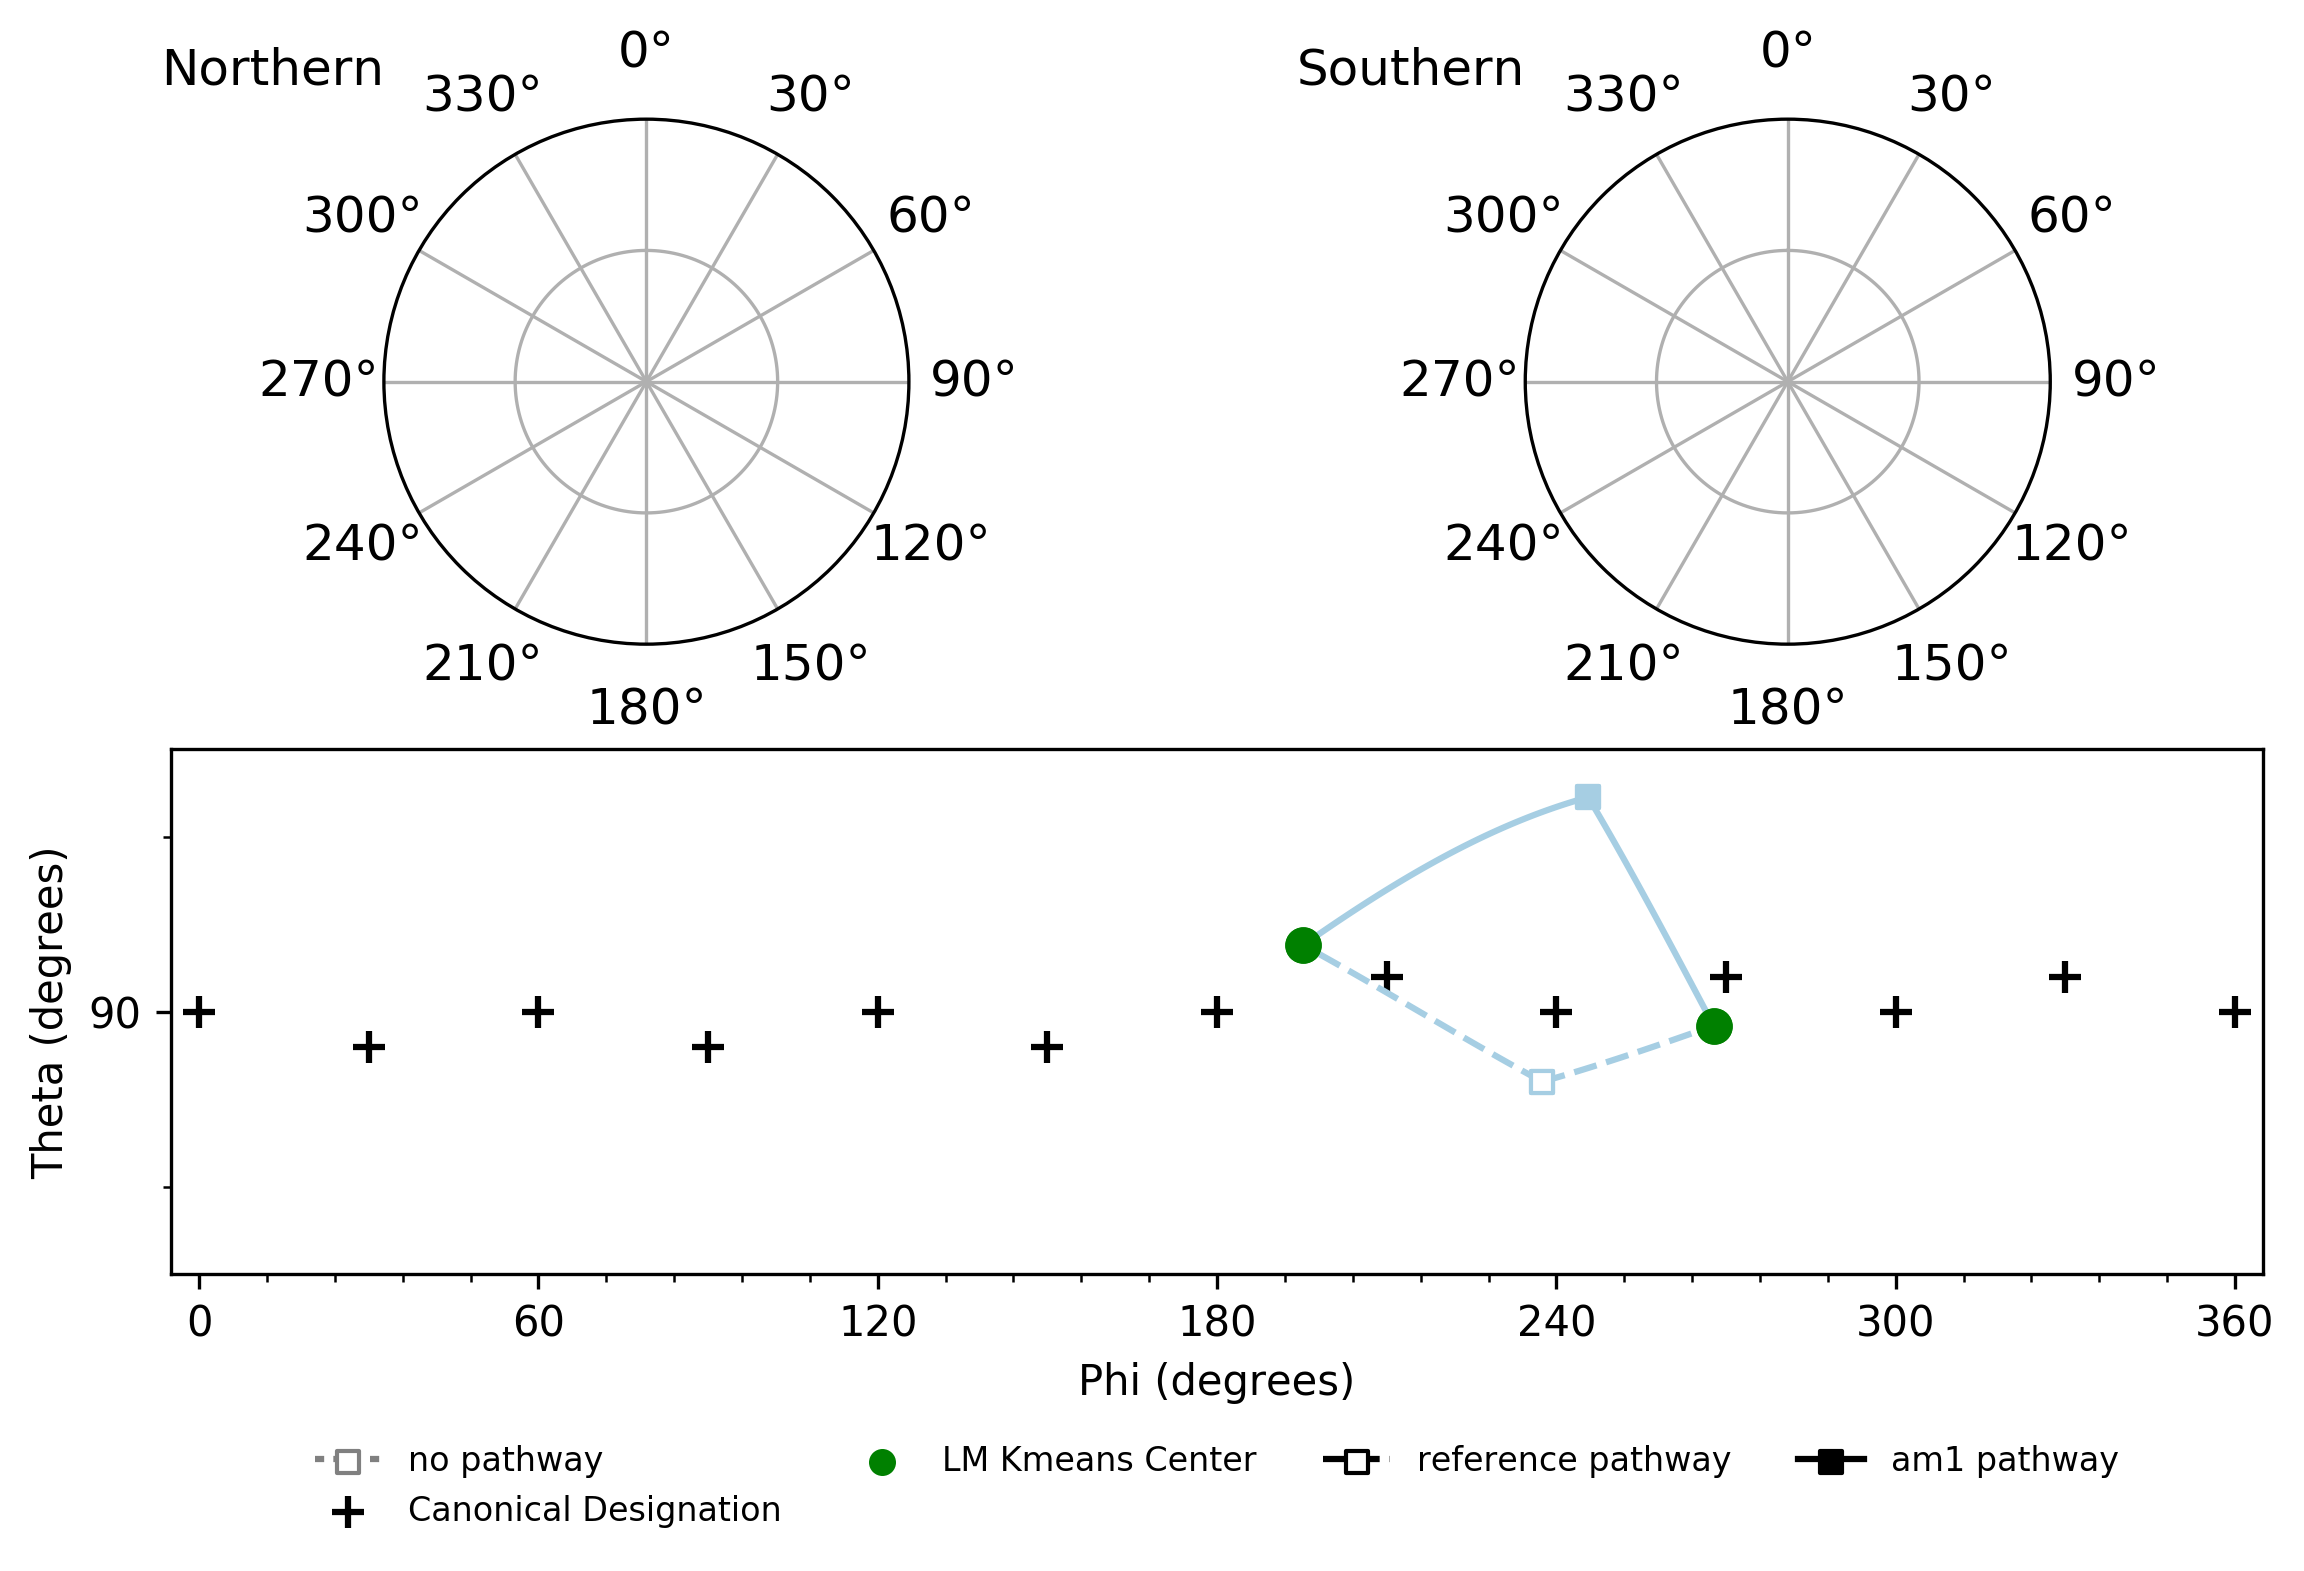 Northern
0°
330°
30°
300°
60°
270°
90°
240°
120°
210°
150°
180°
Southern
0°
330°
30°
300°
60°
270°
90°
240°
120°
210°
150°
180°
Theta (degrees)
90
0 60 120 180 240 300 360
Phi (degrees)
no pathway
Canonical Designation
LM Kmeans Center
reference pathway
am1 pathway